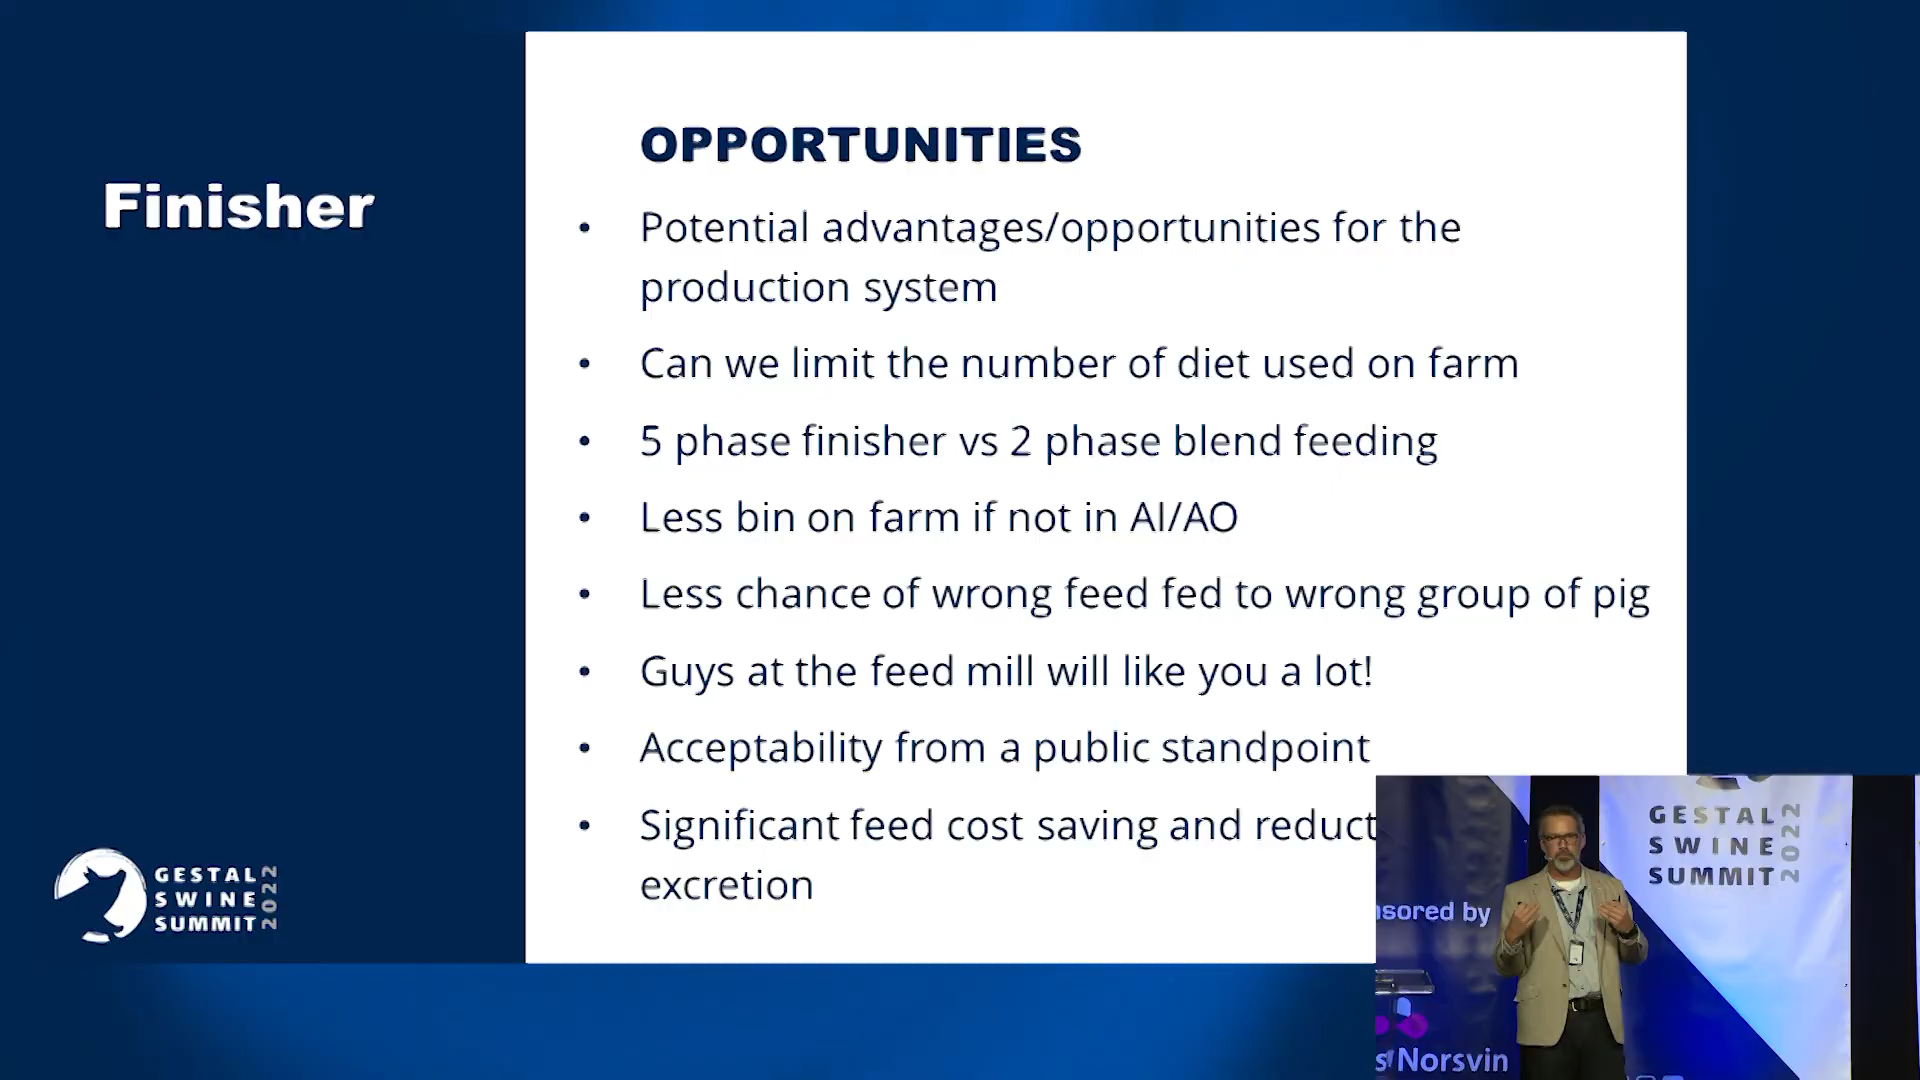 Finisher
OPPORTUNITIES
• Potential advantages/opportunities for the
production system
• Can we limit the number of diet used on farm
• 5 phase finisher vs 2 phase blend feeding
• Less bin on farm if not in AI/AO
• Less chance of wrong feed fed to wrong group of pig
• Guys at the feed mill will like you a lot!
• Acceptability from a public standpoint
• Significant feed cost saving and reduct
excretion
GESTAL
SWINE
SUMMIT
2022
GESTAL
SWINE
SUMMIT
2022
nsored by
s Norsvin